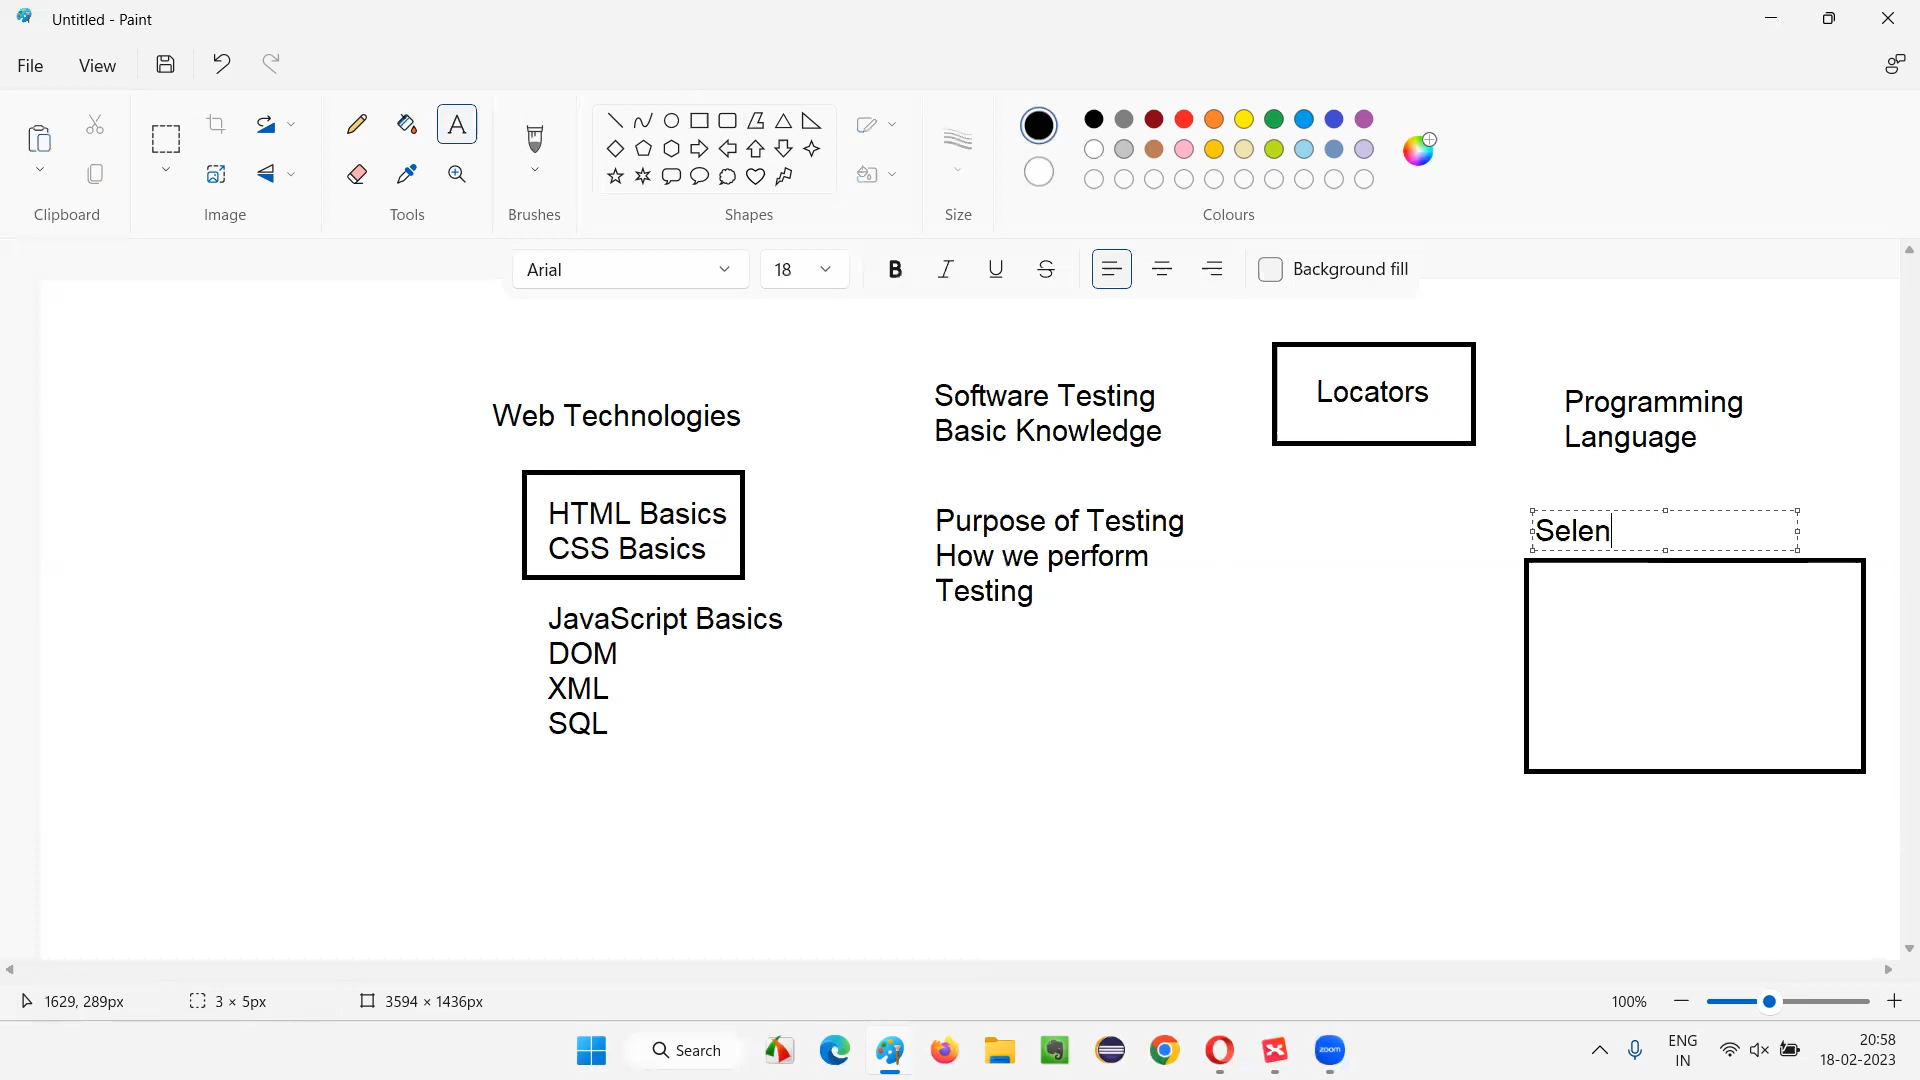 Untitled - Paint
File
View
Clipboard
Image
Tools
Brushes
Shapes
Size
Colours
Arial
18
B
I
U
S
Background fill
Web Technologies
HTML Basics
CSS Basics
JavaScript Basics
DOM
XML
SQL
Software Testing
Basic Knowledge
Purpose of Testing
How we perform
Testing
Locators
Programming
Language
Selen
1629, 289px
3 × 5px
3594 × 1436px
100%
Search
zoom
ENG
IN
20:58
18-02-2023